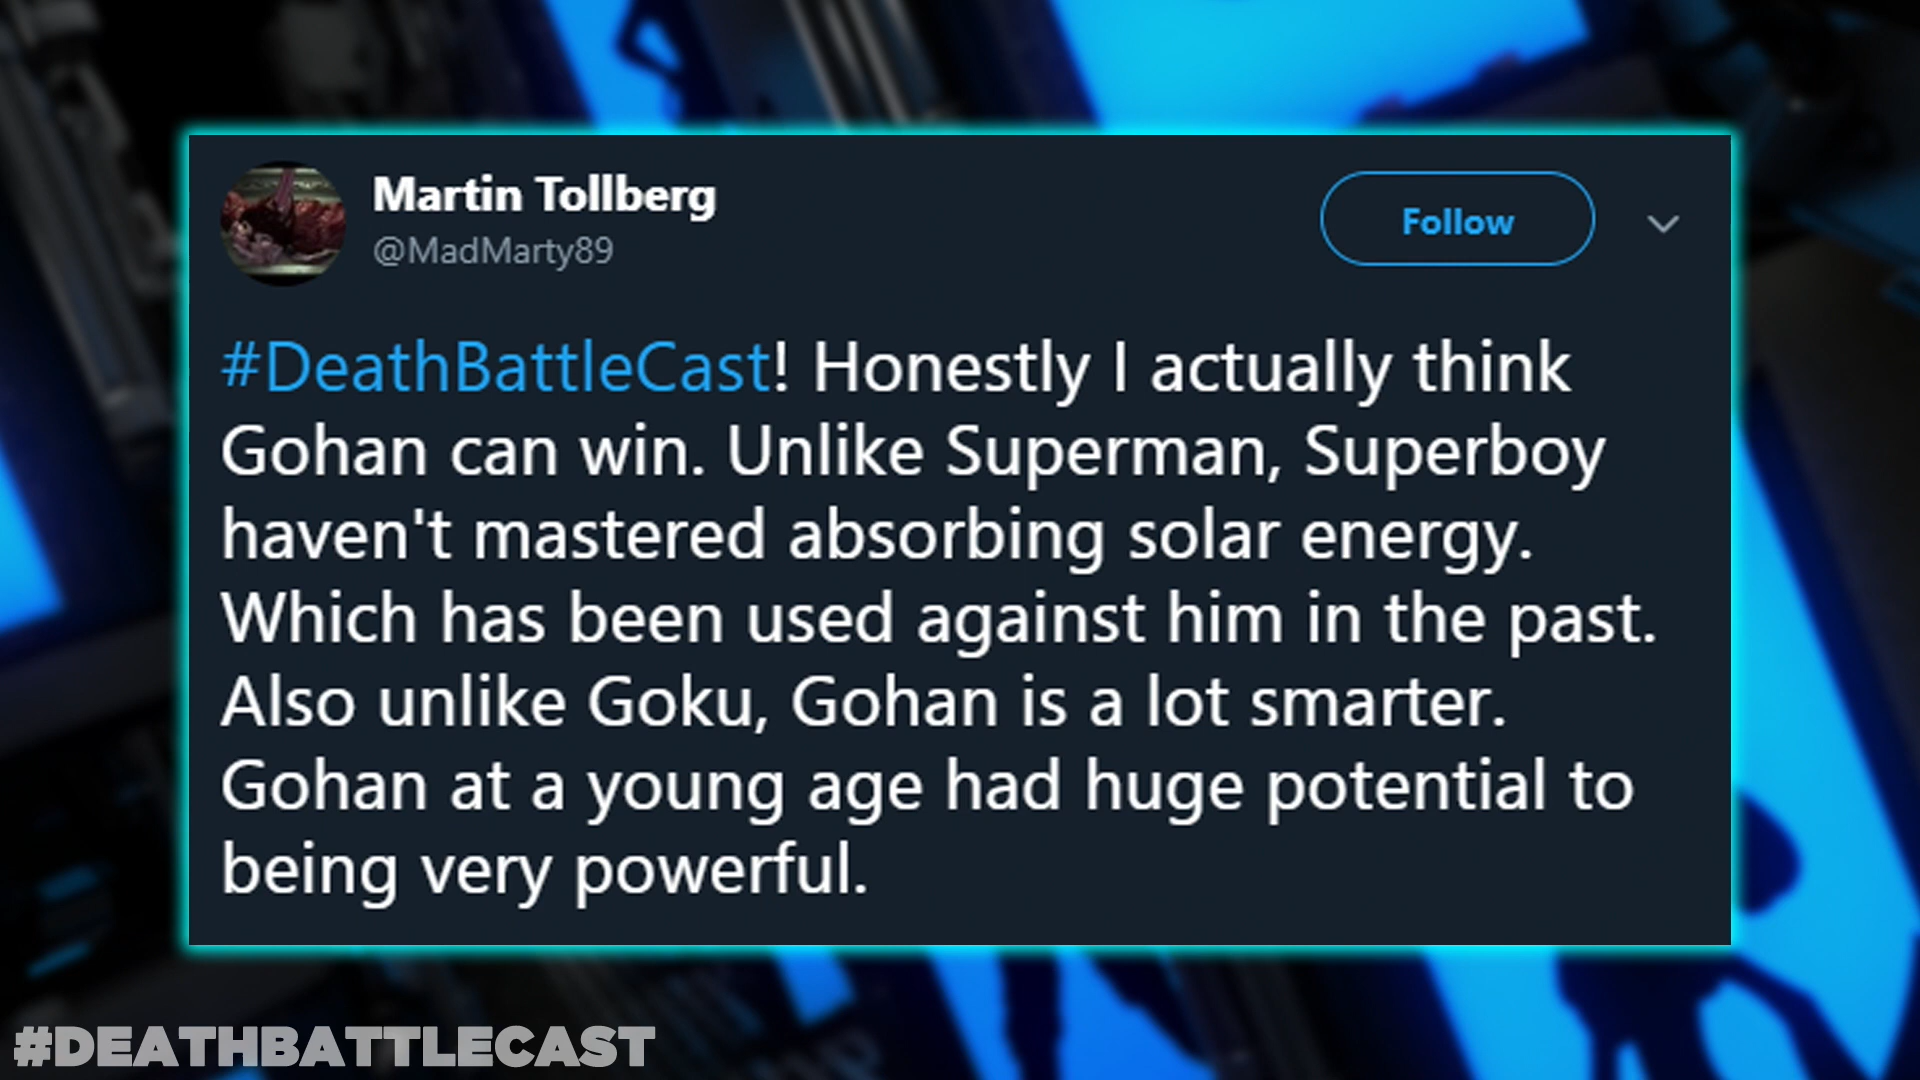 Martin Tollberg
@MadMarty89
Follow
#DeathBattleCast! Honestly I actually think
Gohan can win. Unlike Superman, Superboy
haven't mastered absorbing solar energy.
Which has been used against him in the past.
Also unlike Goku, Gohan is a lot smarter.
Gohan at a young age had huge potential to
being very powerful.
#DEATHBATTLECAST